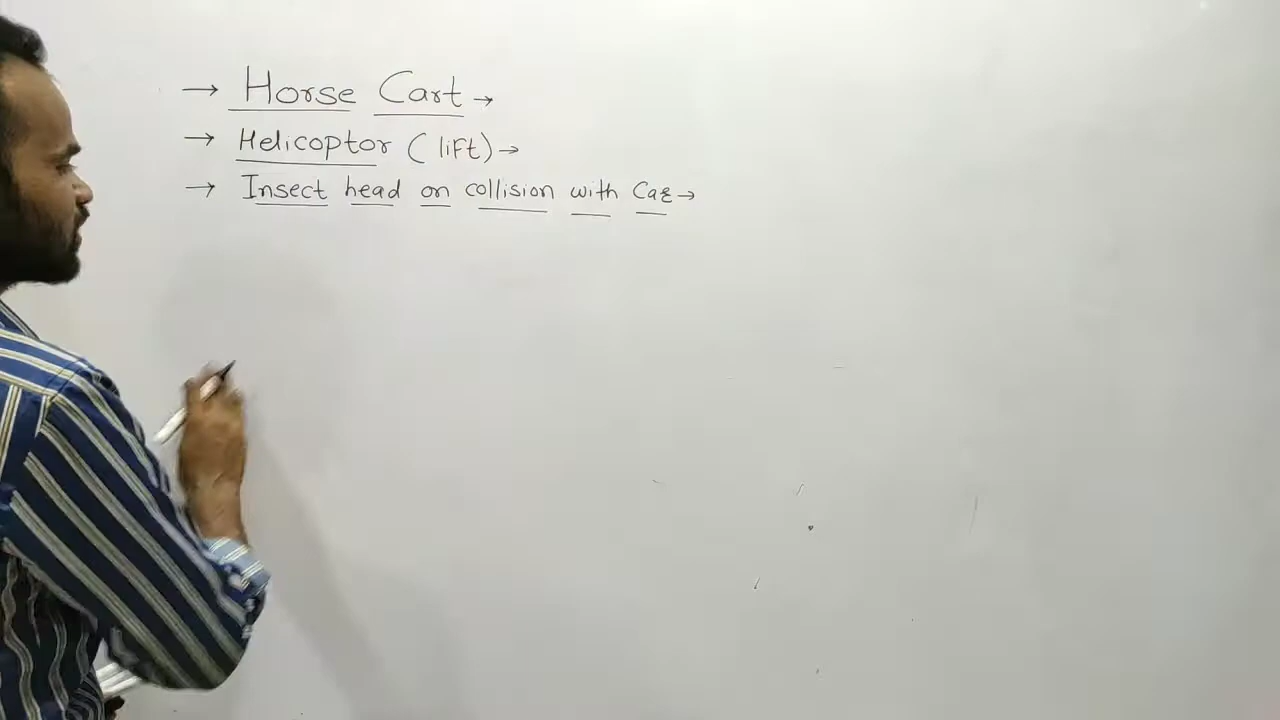 → Horse Cart →
→ Helicoptor (lift) →
→ Insect head on collision with Car →